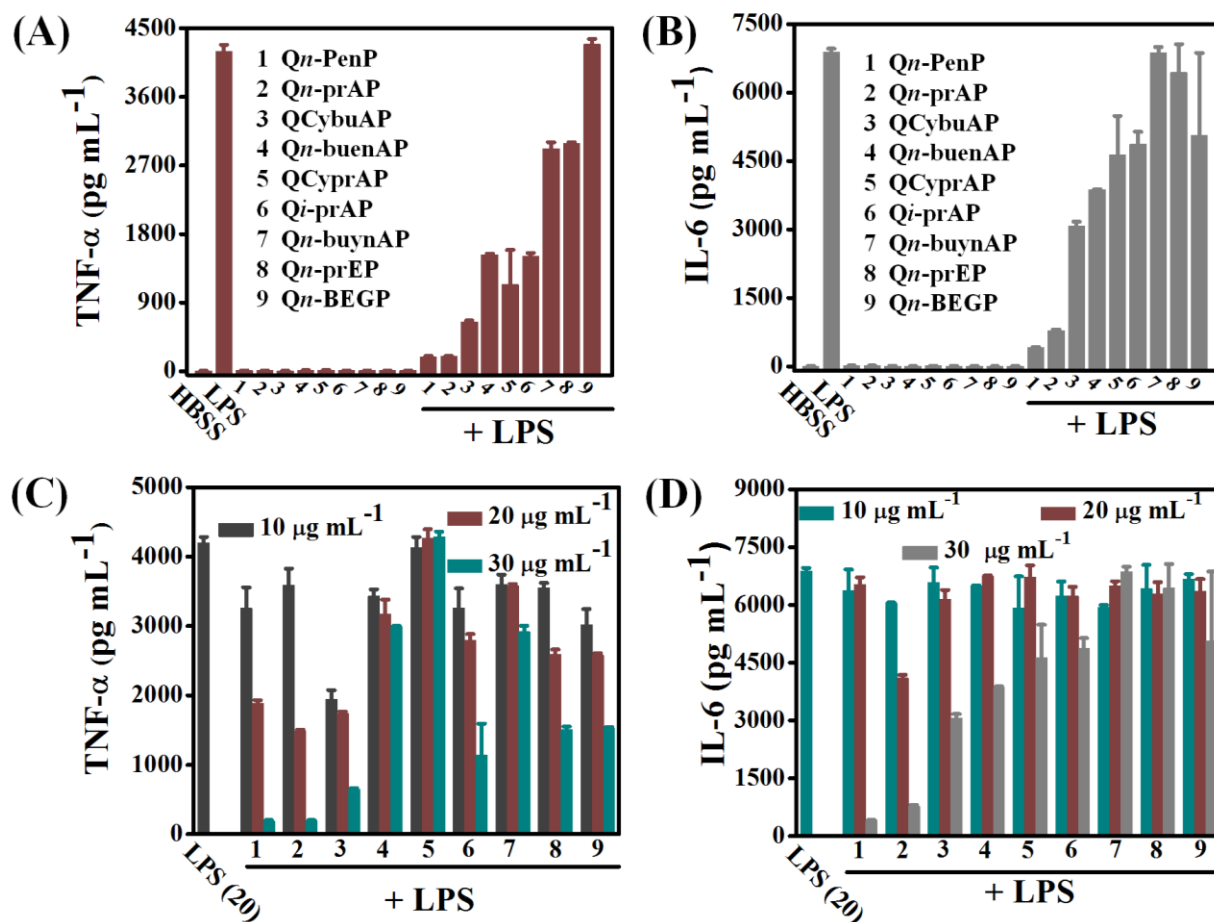 (A)
TNF-α (pg mL⁻¹)
4500
3600
2700
1800
900
0
1 Qn-PenP
2 Qn-prAP
3 QCybuAP
4 Qn-buenAP
5 QCyprAP
6 Qi-prAP
7 Qn-buynAP
8 Qn-prEP
9 Qn-BEGP
HBSS LPS 1 2 3 4 5 6 7 8 9 1 2 3 4 5 6 7 8 9
+ LPS
(B)
IL-6 (pg mL⁻¹)
7500
6000
4500
3000
1500
0
1 Qn-PenP
2 Qn-prAP
3 QCybuAP
4 Qn-buenAP
5 QCyprAP
6 Qi-prAP
7 Qn-buynAP
8 Qn-prEP
9 Qn-BEGP
HBSS LPS 1 2 3 4 5 6 7 8 9 1 2 3 4 5 6 7 8 9
+ LPS
(C)
TNF-α (pg mL⁻¹)
5000
4000
3000
2000
1000
0
10 μg mL⁻¹
20 μg mL⁻¹
30 μg mL⁻¹
LPS (20) 1 2 3 4 5 6 7 8 9
+ LPS
(D)
IL-6 (pg mL⁻¹)
9000
7500
6000
4500
3000
1500
0
10 μg mL⁻¹
20 μg mL⁻¹
30 μg mL⁻¹
LPS (20) 1 2 3 4 5 6 7 8 9
+ LPS